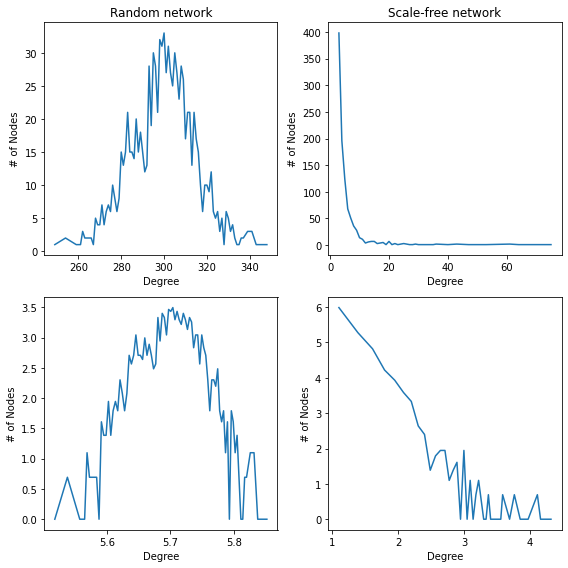 Random network
Scale-free network
# of Nodes
30
25
20
15
10
5
0
260 280 300 320 340
Degree
# of Nodes
400
350
300
250
200
150
100
50
0
0 20 40 60
Degree
# of Nodes
3.5
3.0
2.5
2.0
1.5
1.0
0.5
0.0
5.6 5.7 5.8
Degree
# of Nodes
6
5
4
3
2
1
0
1 2 3 4
Degree